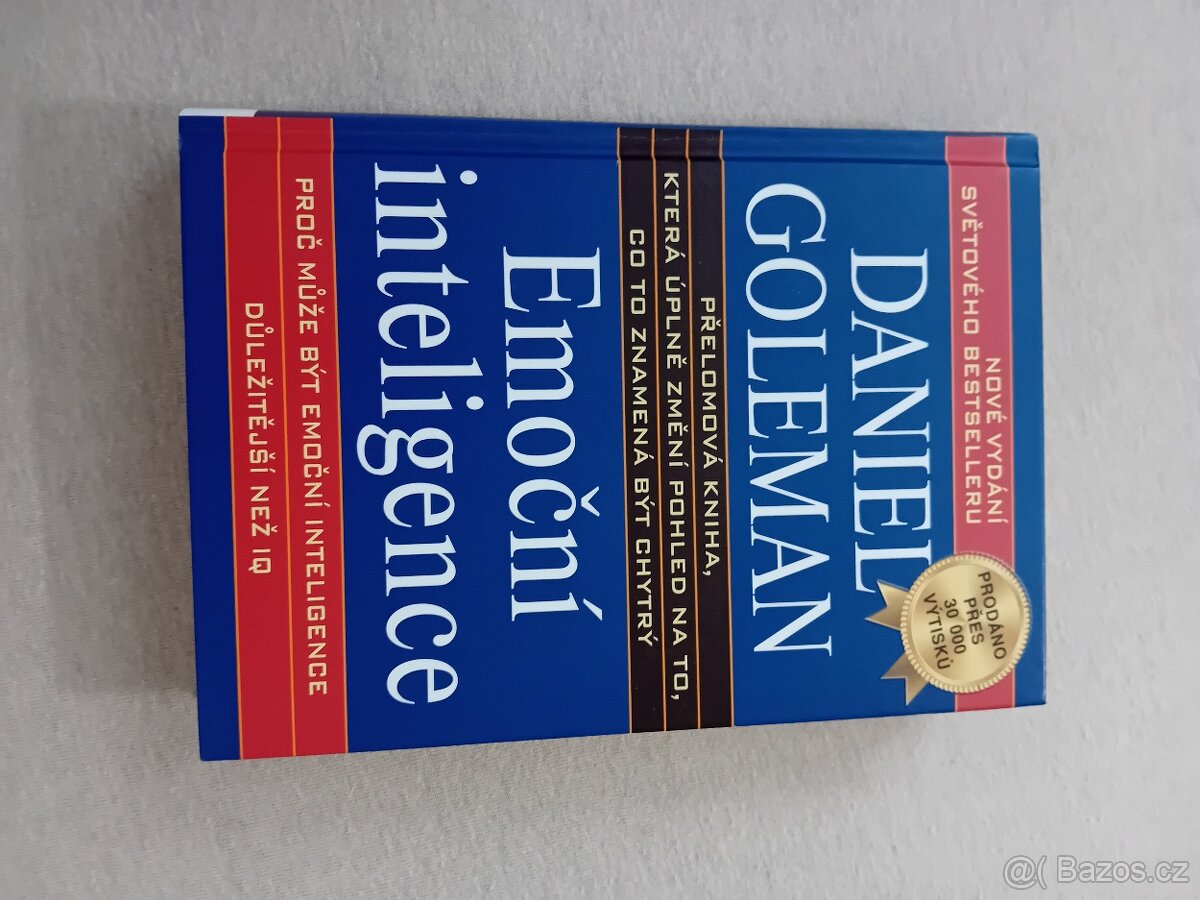 NOVÉ VYDÁNÍ
SVĚTOVÉHO BESTSELLERU
PRODÁNO
PŘES
30 000
VÝTISKŮ
DANIEL
GOLEMAN
PŘELOMOVÁ KNIHA,
KTERÁ ÚPLNĚ ZMĚNÍ POHLED NA TO,
CO TO ZNAMENÁ BÝT CHYTRÝ
Emoční
inteligence
PROČ MŮŽE BÝT EMOČNÍ INTELIGENCE
DŮLEŽITĚJŠÍ NEŽ IQ
@( Bazos.cz